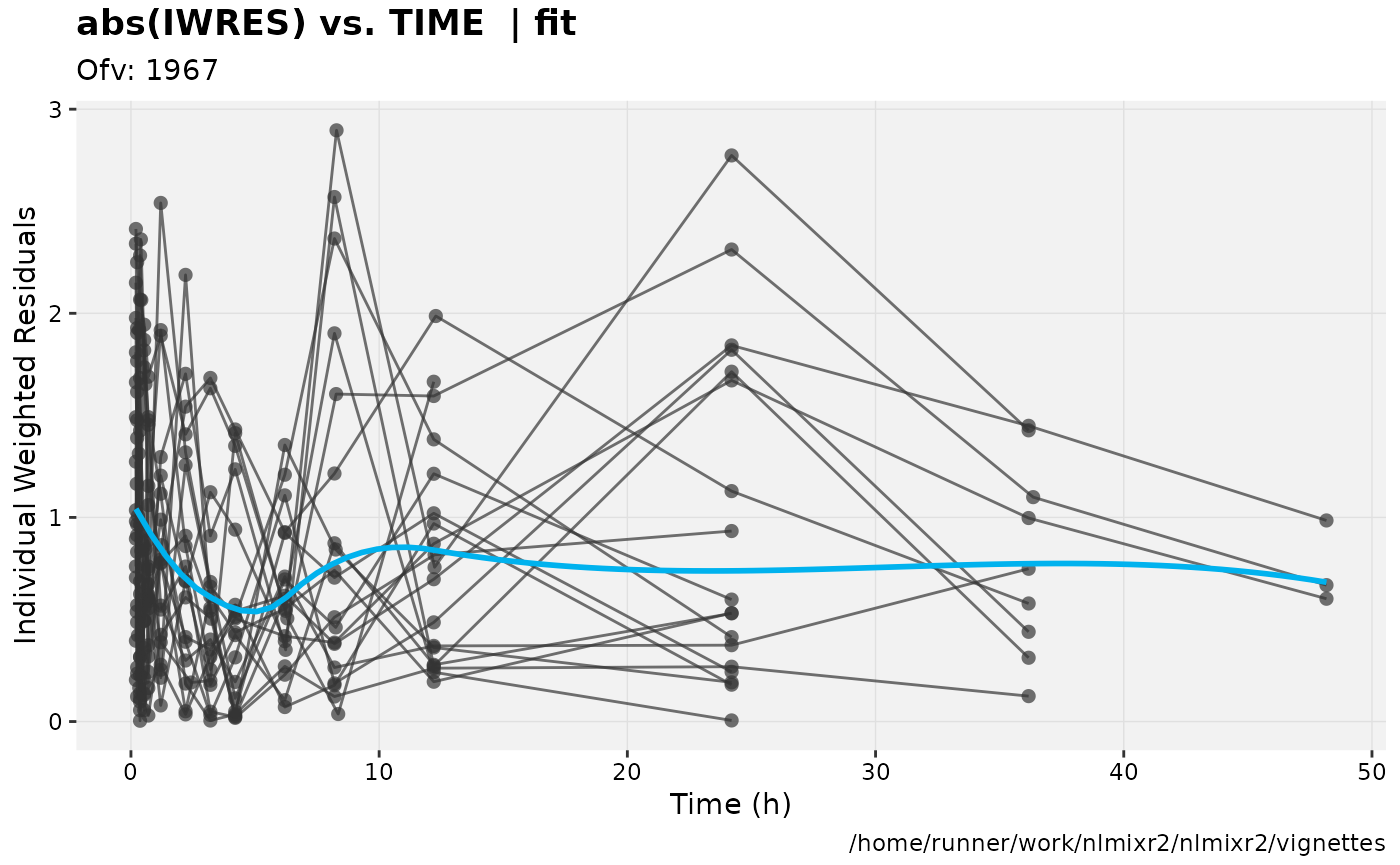 abs(IWRES) vs. TIME  | fit
Ofv: 1967
Individual Weighted Residuals
3
2
1
0
0 10 20 30 40 50
Time (h)
/home/runner/work/nlmixr2/nlmixr2/vignettes